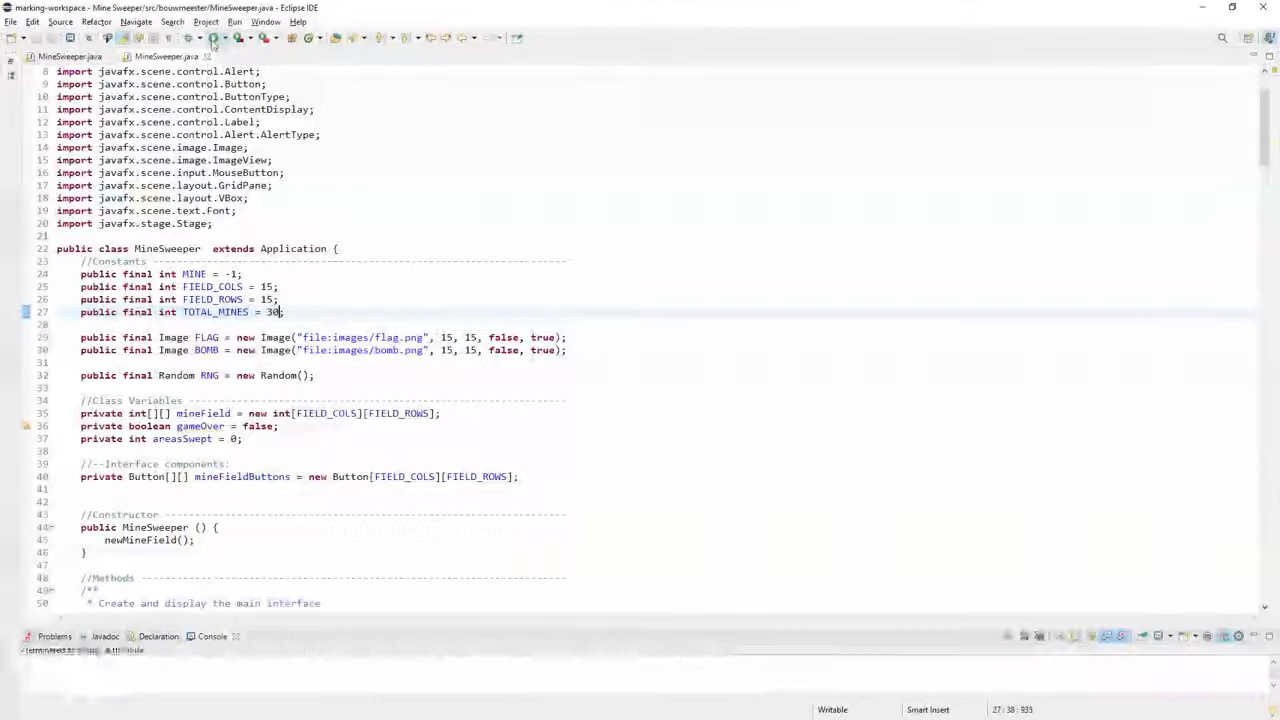 marking-workspace - Mine Sweeper/src/bouwmeester/MineSweeper.java - Eclipse IDE
File Edit Source Refactor Navigate Search Project Run Window Help
MineSweeper.java MineSweeper.java
8 import javafx.scene.control.Alert;
9 import javafx.scene.control.Button;
10 import javafx.scene.control.ButtonType;
11 import javafx.scene.control.ContentDisplay;
12 import javafx.scene.control.Label;
13 import javafx.scene.control.Alert.AlertType;
14 import javafx.scene.image.Image;
15 import javafx.scene.image.ImageView;
16 import javafx.scene.input.MouseButton;
17 import javafx.scene.layout.GridPane;
18 import javafx.scene.layout.VBox;
19 import javafx.scene.text.Font;
20 import javafx.stage.Stage;
21
22 public class MineSweeper extends Application {
23 //Constants ----------------------------------------------------------------------
24 public final int MINE = -1;
25 public final int FIELD_COLS = 15;
26 public final int FIELD_ROWS = 15;
27 public final int TOTAL_MINES = 30;
28
29 public final Image FLAG = new Image("file:images/flag.png", 15, 15, false, true);
30 public final Image BOMB = new Image("file:images/bomb.png", 15, 15, false, true);
31
32 public final Random RNG = new Random();
33
34 //Class Variables ----------------------------------------------------------------
35 private int[][] mineField = new int[FIELD_COLS][FIELD_ROWS];
36 private boolean gameOver = false;
37 private int areasSwept = 0;
38
39 //--Interface components:
40 private Button[][] mineFieldButtons = new Button[FIELD_COLS][FIELD_ROWS];
41
42
43 //Constructor --------------------------------------------------------------------
44 public MineSweeper () {
45 newMineField();
46 }
47
48 //Methods ------------------------------------------------------------------------
49 /**
50 * Create and display the main interface
Problems Javadoc Declaration Console
Writable Smart Insert 27 : 38 : 935